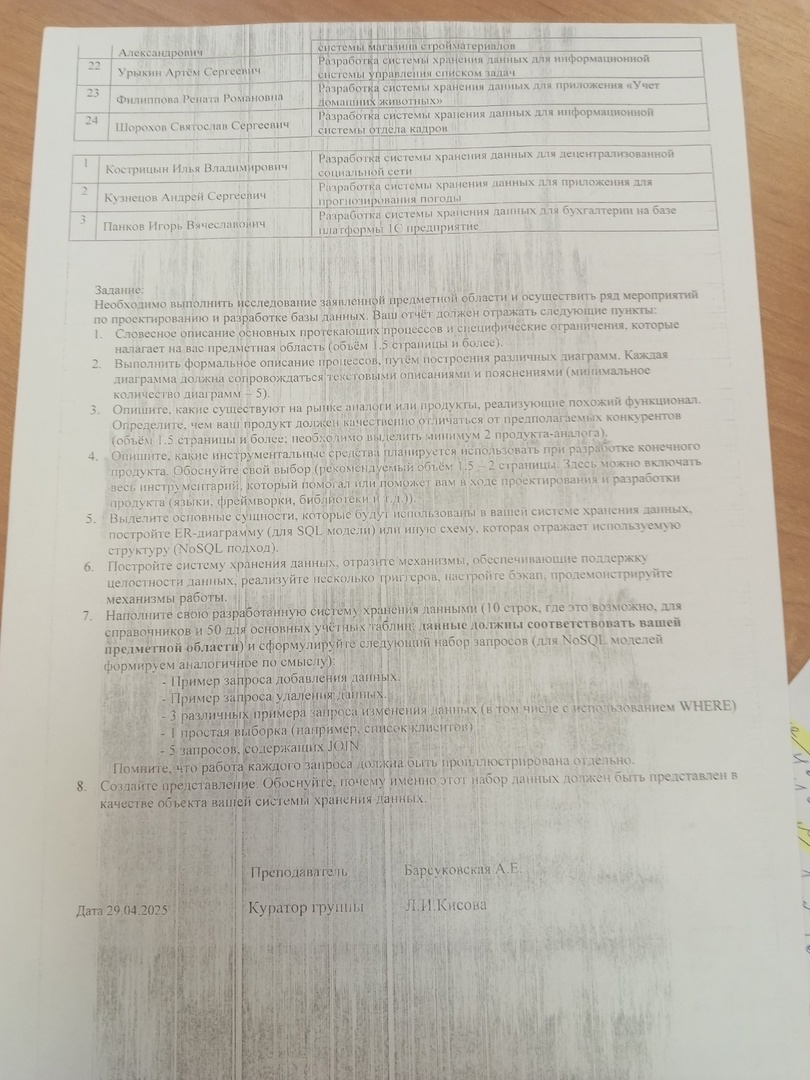 Александрович
системы магазина стройматериалов
22
Урыкин Артём Сергеевич
Разработка системы хранения данных для информационной
системы управления списком задач
23
Филиппова Рената Романовна
Разработка системы хранения данных для приложения «Учет
домашних животных»
24
Шорохов Святослав Сергеевич
Разработка системы хранения данных для информационной
системы отдела кадров
1
Кострицын Илья Владимирович
Разработка системы хранения данных для децентрализованной
социальной сети
2
Кузнецов Андрей Сергеевич
Разработка системы хранения данных для приложения для
прогнозирования погоды
3
Панков Игорь Вячеславович
Разработка системы хранения данных для бухгалтерии на базе
платформы 1С предприятие
Задание:
Необходимо выполнить исследование заявленной предметной области и осуществить ряд мероприятий
по проектированию и разработке базы данных. Ваш отчёт должен отражать следующие пункты:
1. Словесное описание основных протекающих процессов и специфические ограничения, которые
налагает на вас предметная область (объём 1,5 страницы и более).
2. Выполнить формальное описание процессов, путём построения различных диаграмм. Каждая
диаграмма должна сопровождаться текстовыми описаниями и пояснениями (минимальное
количество диаграмм – 5).
3. Опишите, какие существуют на рынке аналоги или продукты, реализующие похожий функционал.
Определите, чем ваш продукт должен качественно отличаться от предполагаемых конкурентов
(объём 1,5 страницы и более; необходимо выделить минимум 2 продукта-аналога).
4. Опишите, какие инструментальные средства планируется использовать при разработке конечного
продукта. Обоснуйте свой выбор (рекомендуемый объём 1,5 – 2 страницы. Здесь можно включать
весь инструментарий, который помогал или поможет вам в ходе проектирования и разработки
продукта (языки, фреймворки, библиотеки и т.д.)).
5. Выделите основные сущности, которые будут использованы в вашей системе хранения данных,
постройте ER-диаграмму (для SQL модели) или иную схему, которая отражает используемую
структуру (NoSQL подход).
6. Постройте систему хранения данных, отразите механизмы, обеспечивающие поддержку
целостности данных, реализуйте несколько триггеров, настройте бэкап, продемонстрируйте
механизмы работы.
7. Наполните свою разработанную систему хранения данными (10 строк, где это возможно, для
справочников и 50 для основных учётных таблиц; данные должны соответствовать вашей
предметной области) и сформулируйте следующий набор запросов (для NoSQL моделей
формируем аналогичное по смыслу):
- Пример запроса добавления данных.
- Пример запроса удаления данных.
- 3 различных примера запроса изменения данных (в том числе с использованием WHERE)
- 1 простая выборка (например, список клиентов)
- 5 запросов, содержащих JOIN
Помните, что работа каждого запроса должна быть проиллюстрирована отдельно.
8. Создайте представление. Обоснуйте, почему именно этот набор данных должен быть представлен в
качестве объекта вашей системы хранения данных.
Преподаватель Барсуковская А.Е.
Дата 29.04.2025 Куратор группы Л.И.Кисова